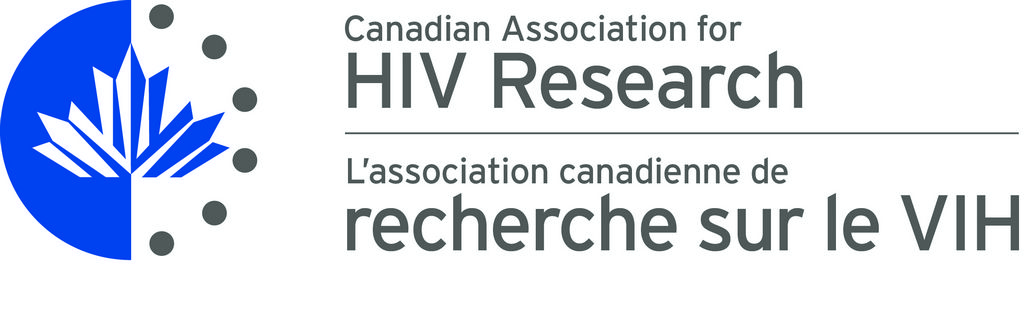 Canadian Association for
HIV Research
L'association canadienne de
recherche sur le VIH